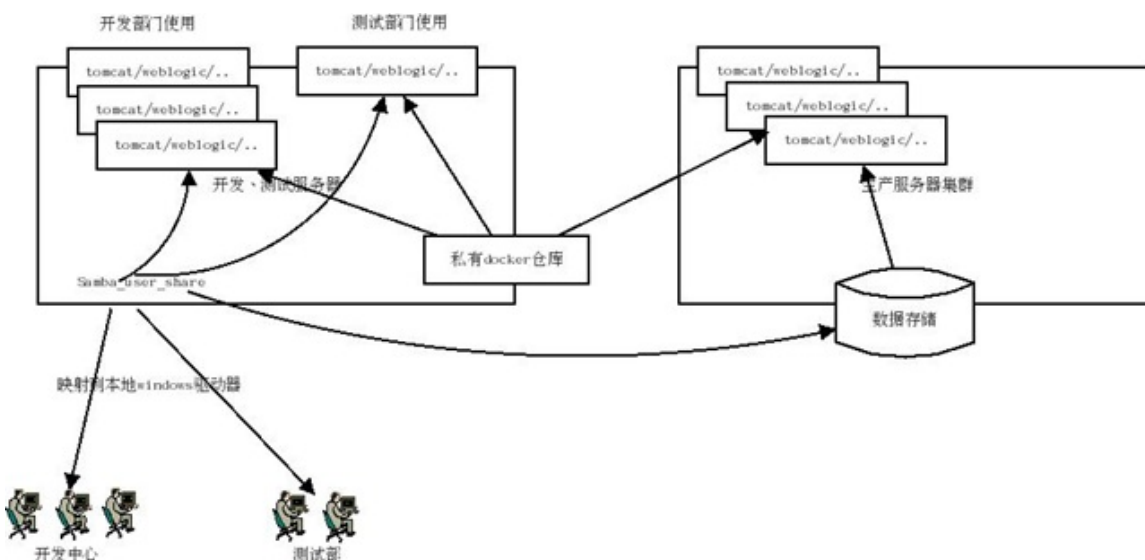 开发部门使用
测试部门使用
tomcat/weblogic/..
tomcat/weblogic/..
tomcat/weblogic/..
tomcat/weblogic/..
tomcat/weblogic/..
tomcat/weblogic/..
tomcat/weblogic/..
开发、测试服务器
生产服务器集群
私有docker仓库
Samba_user_share
数据存储
映射到本地windows驱动器
开发中心
测试部